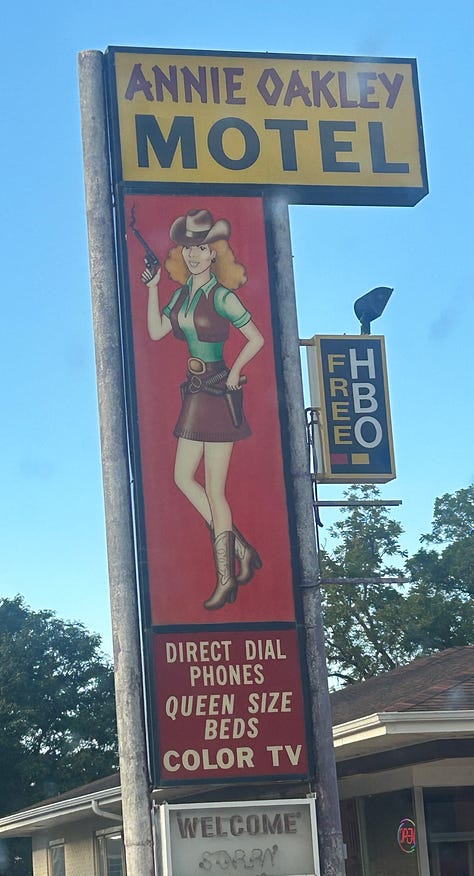 ANNIE OAKLEY
MOTEL
FREE
HBO
DIRECT DIAL
PHONES
QUEEN SIZE
BEDS
COLOR TV
WELCOME